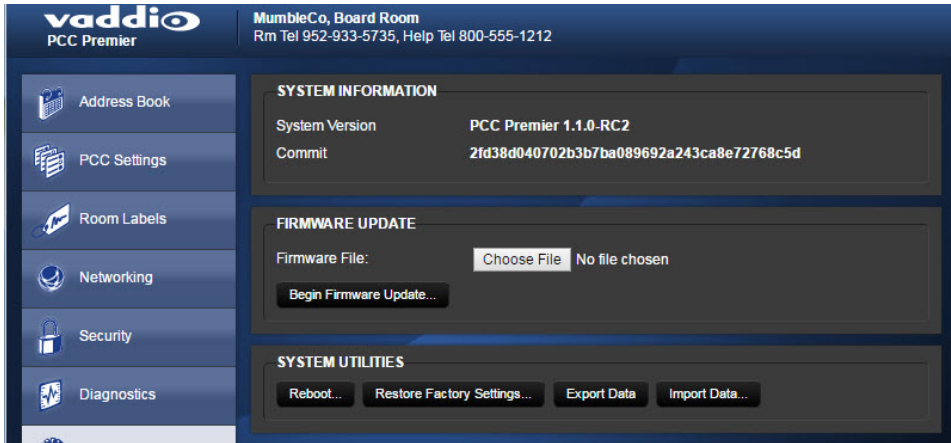 vaddio
PCC Premier
MumbleCo, Board Room
Rm Tel 952-933-5735, Help Tel 800-555-1212
Address Book
PCC Settings
Room Labels
Networking
Security
Diagnostics
SYSTEM INFORMATION
System Version PCC Premier 1.1.0-RC2
Commit 2fd38d040702b3b7ba089692a243ca8e72768c5d
FIRMWARE UPDATE
Firmware File: Choose File No file chosen
Begin Firmware Update...
SYSTEM UTILITIES
Reboot... Restore Factory Settings... Export Data Import Data...